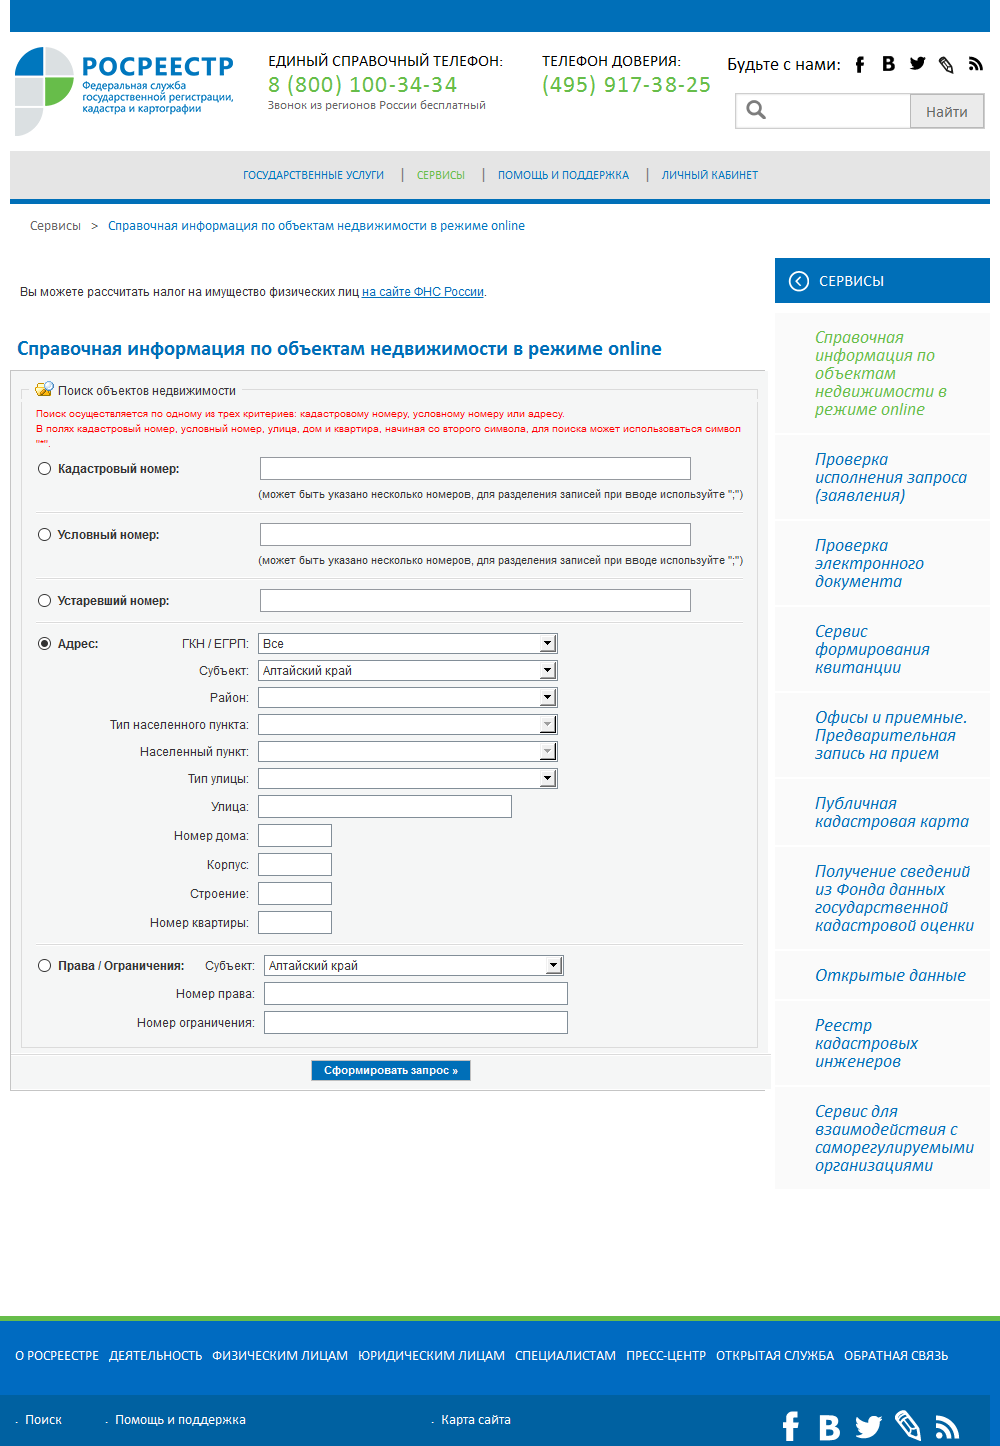 РОСРЕЕСТР
Федеральная служба
государственной регистрации,
кадастра и картографии
ЕДИНЫЙ СПРАВОЧНЫЙ ТЕЛЕФОН:
8 (800) 100-34-34
Звонок из регионов России бесплатный
ТЕЛЕФОН ДОВЕРИЯ:
(495) 917-38-25
Будьте с нами:
Найти
ГОСУДАРСТВЕННЫЕ УСЛУГИ | СЕРВИСЫ | ПОМОЩЬ И ПОДДЕРЖКА | ЛИЧНЫЙ КАБИНЕТ
Сервисы > Справочная информация по объектам недвижимости в режиме online
Вы можете рассчитать налог на имущество физических лиц на сайте ФНС России.
Справочная информация по объектам недвижимости в режиме online
Поиск объектов недвижимости
Поиск осуществляется по одному из трех критериев: кадастровому номеру, условному номеру или адресу.
В полях кадастровый номер, условный номер, улица, дом и квартира, начиная со второго символа, для поиска может использоваться символ
"*".
Кадастровый номер:
(может быть указано несколько номеров, для разделения записей при вводе используйте ";")
Условный номер:
(может быть указано несколько номеров, для разделения записей при вводе используйте ";")
Устаревший номер:
Адрес: ГКН / ЕГРП: Все
Субъект: Алтайский край
Район:
Тип населенного пункта:
Населенный пункт:
Тип улицы:
Улица:
Номер дома:
Корпус:
Строение:
Номер квартиры:
Права / Ограничения: Субъект: Алтайский край
Номер права:
Номер ограничения:
Сформировать запрос »
СЕРВИСЫ
Справочная
информация по
объектам
недвижимости в
режиме online
Проверка
исполнения запроса
(заявления)
Проверка
электронного
документа
Сервис
формирования
квитанции
Офисы и приемные.
Предварительная
запись на прием
Публичная
кадастровая карта
Получение сведений
из Фонда данных
государственной
кадастровой оценки
Открытые данные
Реестр
кадастровых
инженеров
Сервис для
взаимодействия с
саморегулируемыми
организациями
О РОСРЕЕСТРЕ ДЕЯТЕЛЬНОСТЬ ФИЗИЧЕСКИМ ЛИЦАМ ЮРИДИЧЕСКИМ ЛИЦАМ СПЕЦИАЛИСТАМ ПРЕСС-ЦЕНТР ОТКРЫТАЯ СЛУЖБА ОБРАТНАЯ СВЯЗЬ
Поиск Помощь и поддержка Карта сайта